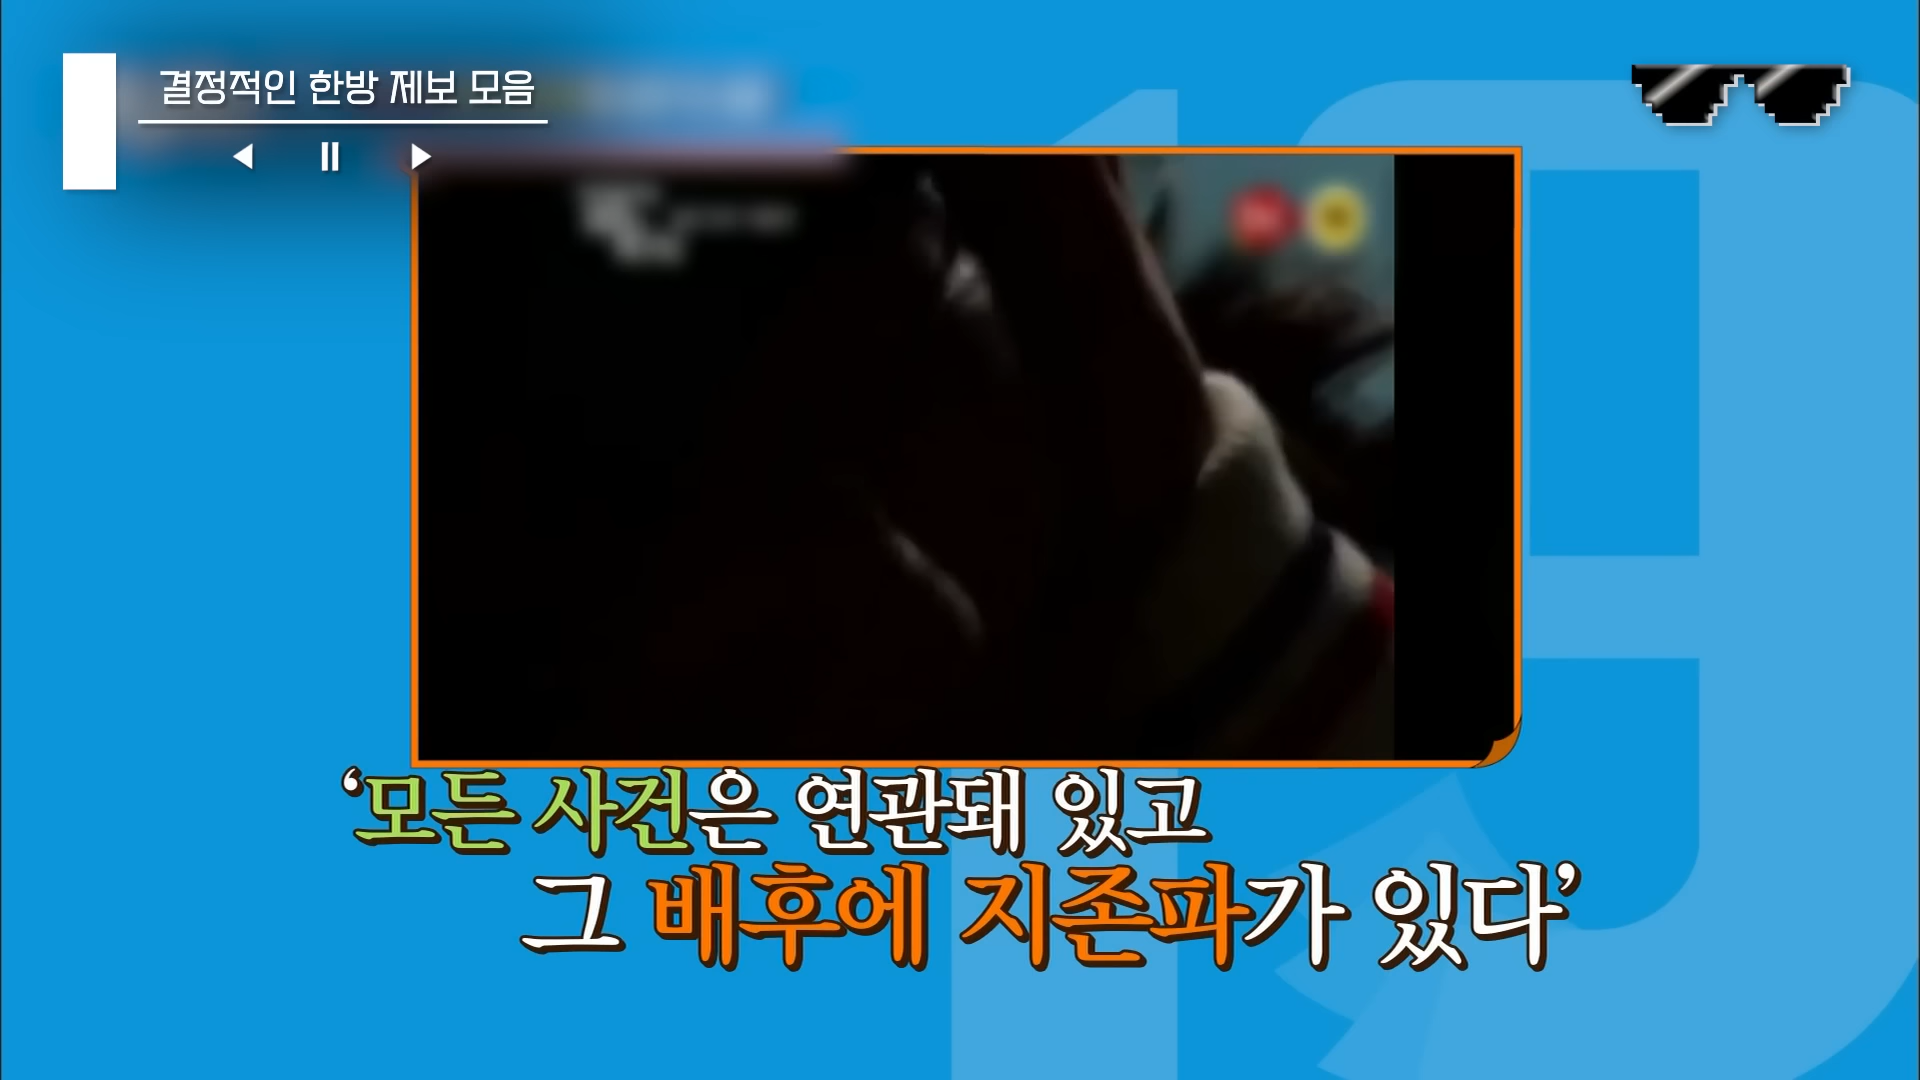 결정적인 한방 제보 모음
‘모든 사건은 연관돼 있고
그 배후에 지존파가 있다’